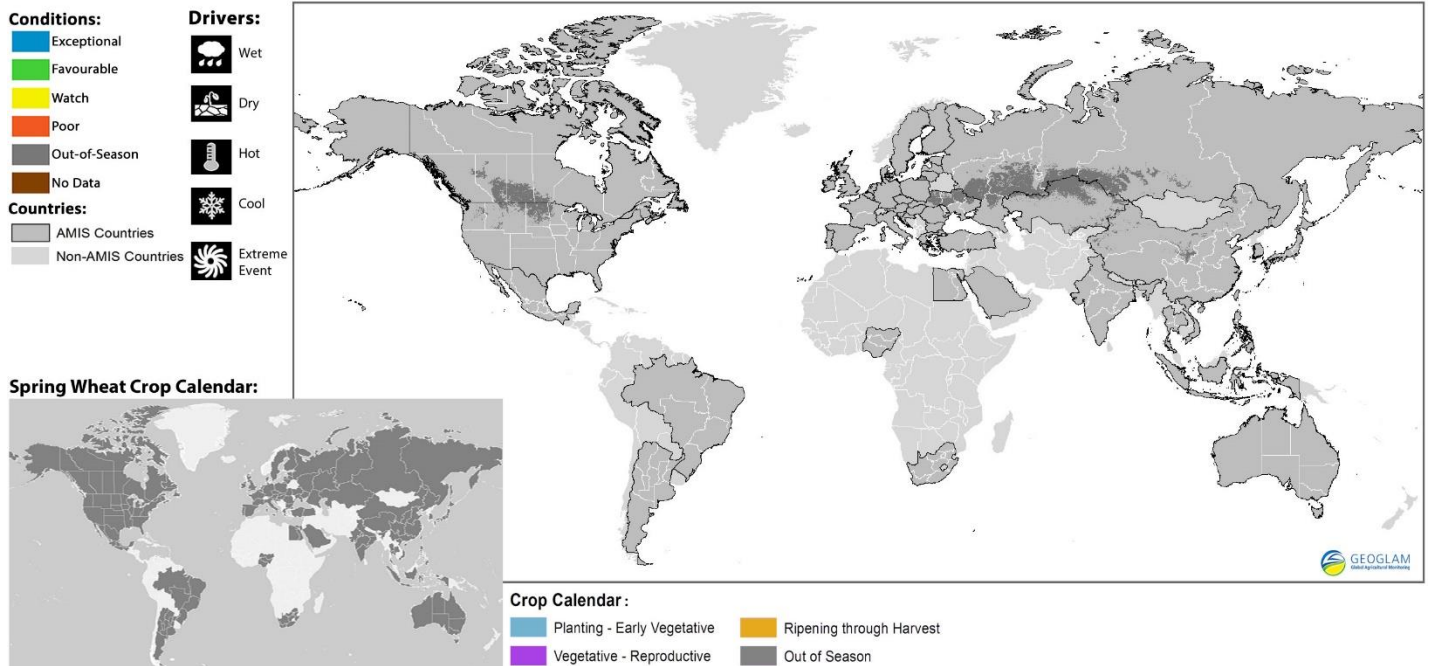 Conditions:
Exceptional
Favourable
Watch
Poor
Out-of-Season
No Data
Countries:
AMIS Countries
Non-AMIS Countries
Drivers:
Wet
Dry
Hot
Cool
Extreme
Event
Spring Wheat Crop Calendar:
GEOGLAM
Global Agricultural Monitoring
Crop Calendar :
Planting - Early Vegetative
Vegetative - Reproductive
Ripening through Harvest
Out of Season